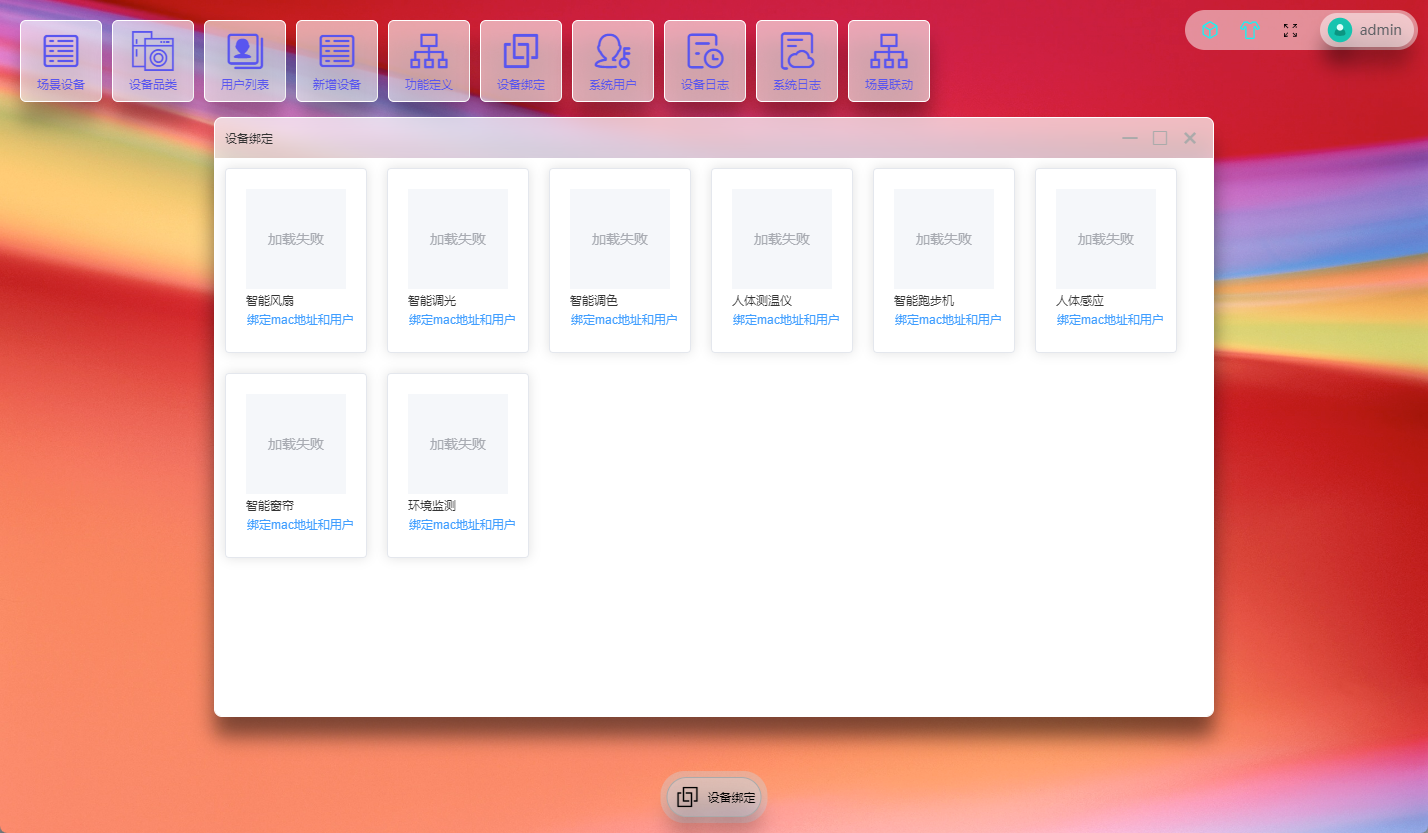 场景设备 设备品类 用户列表 新增设备 功能定义 设备绑定 系统用户 设备日志 系统日志 场景联动
admin
设备绑定
加载失败 加载失败 加载失败 加载失败 加载失败 加载失败
智能风扇 智能调光 智能调色 人体测温仪 智能跑步机 人体感应
绑定mac地址和用户 绑定mac地址和用户 绑定mac地址和用户 绑定mac地址和用户 绑定mac地址和用户 绑定mac地址和用户
加载失败 加载失败
智能窗帘 环境监测
绑定mac地址和用户 绑定mac地址和用户
设备绑定